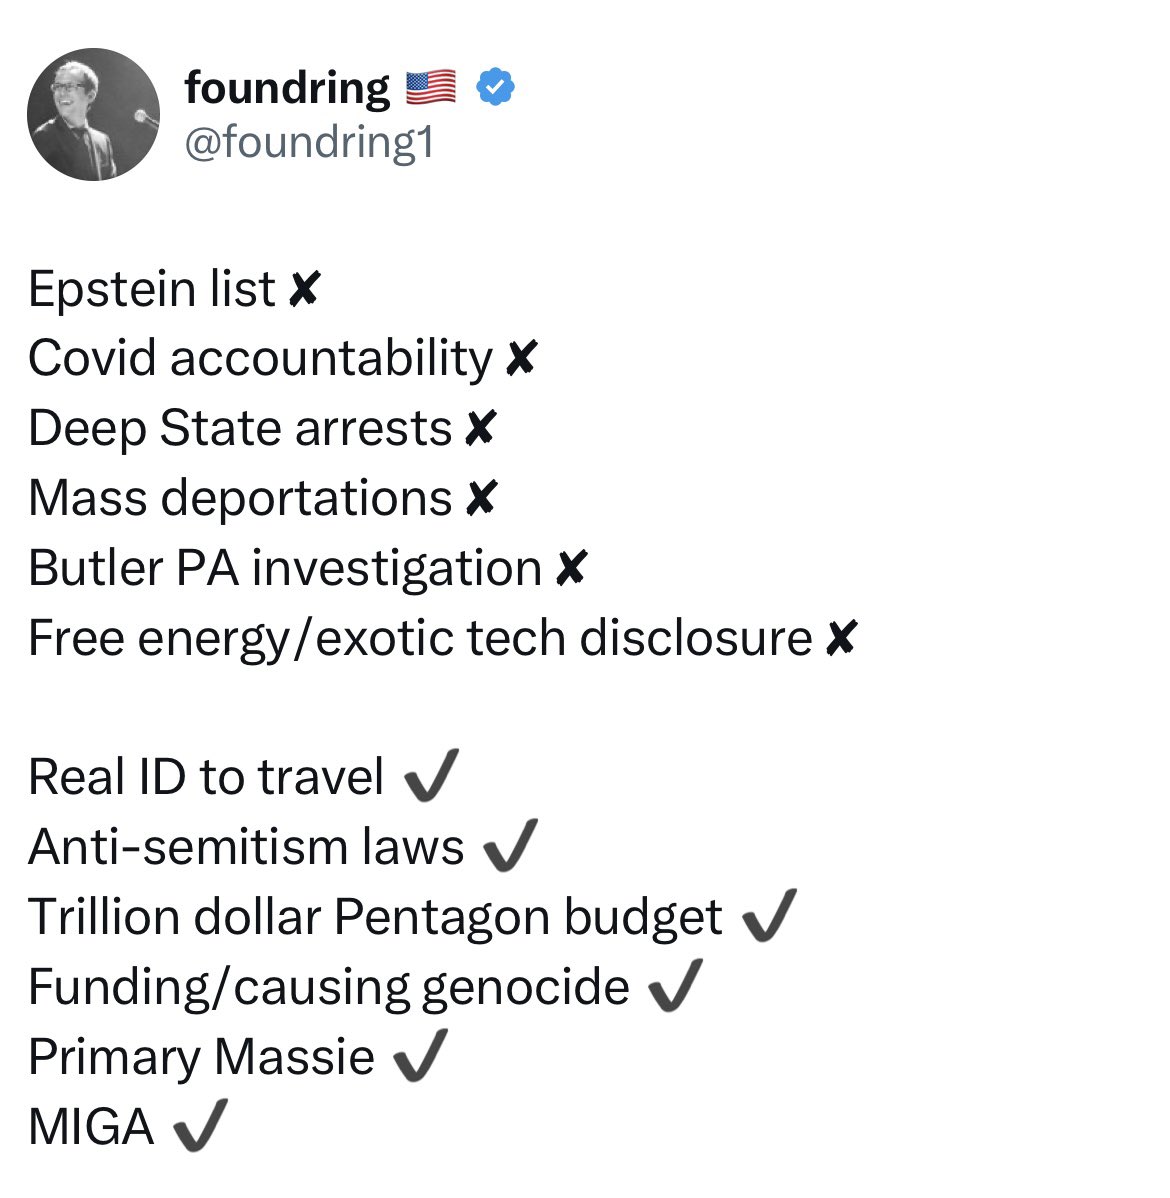 foundring 🇺🇸
@foundring1
Epstein list ✘
Covid accountability ✘
Deep State arrests ✘
Mass deportations ✘
Butler PA investigation ✘
Free energy/exotic tech disclosure ✘
Real ID to travel ✔
Anti-semitism laws ✔
Trillion dollar Pentagon budget ✔
Funding/causing genocide ✔
Primary Massie ✔
MIGA ✔